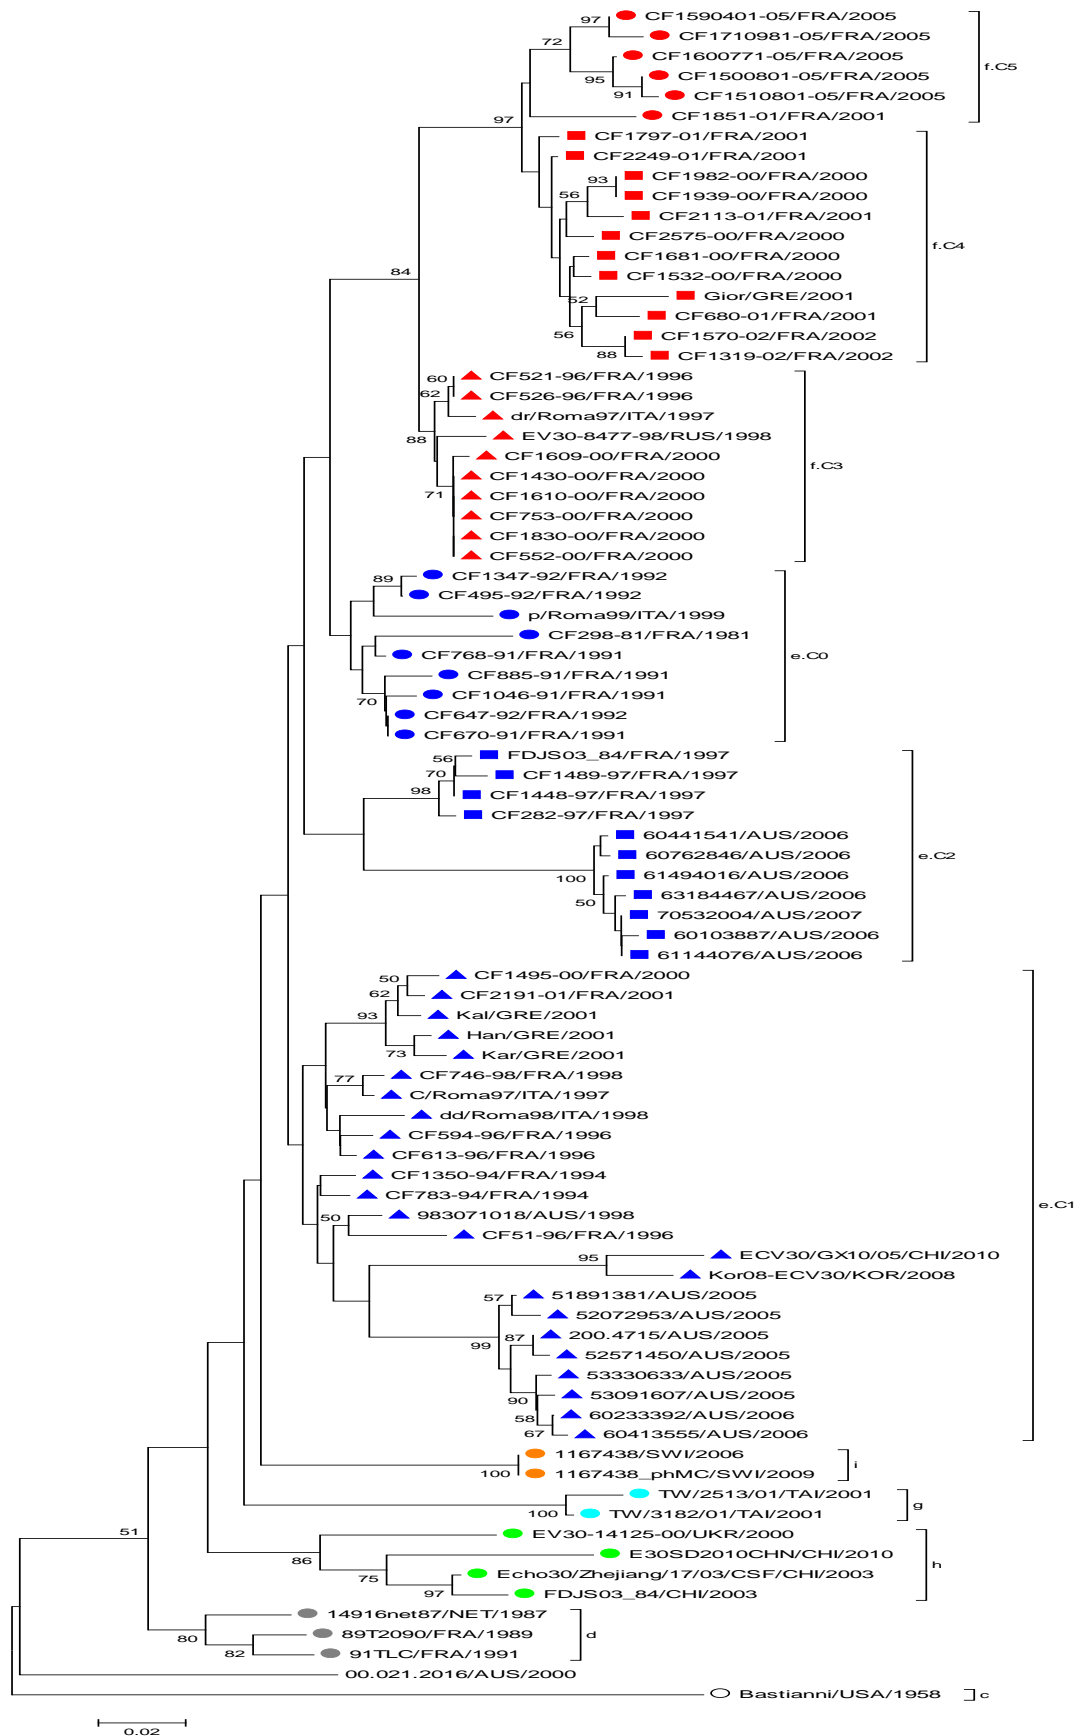 97 CF1590401-05/FRA/2005
CF1710981-05/FRA/2005
72
CF1600771-05/FRA/2005
95 CF1500801-05/FRA/2005
f.C5
91 CF1510801-05/FRA/2005
CF1851-01/FRA/2001
97
CF1797-01/FRA/2001
CF2249-01/FRA/2001
93 CF1982-00/FRA/2000
56 CF1939-00/FRA/2000
CF2113-01/FRA/2001
CF2575-00/FRA/2000
f.C4
CF1681-00/FRA/2000
84 CF1532-00/FRA/2000
52 Gior/GRE/2001
CF680-01/FRA/2001
56 CF1570-02/FRA/2002
88 CF1319-02/FRA/2002
60 CF521-96/FRA/1996
62 CF526-96/FRA/1996
dr/Roma97/ITA/1997
88 EV30-8477-98/RUS/1998
CF1609-00/FRA/2000
f.C3
CF1430-00/FRA/2000
71 CF1610-00/FRA/2000
CF753-00/FRA/2000
CF1830-00/FRA/2000
CF552-00/FRA/2000
89 CF1347-92/FRA/1992
CF495-92/FRA/1992
p/Roma99/ITA/1999
CF298-81/FRA/1981
CF768-91/FRA/1991
e.C0
CF885-91/FRA/1991
70 CF1046-91/FRA/1991
CF647-92/FRA/1992
CF670-91/FRA/1991
56 FDJS03_84/FRA/1997
70 CF1489-97/FRA/1997
98 CF1448-97/FRA/1997
CF282-97/FRA/1997
60441541/AUS/2006
60762846/AUS/2006
e.C2
100 61494016/AUS/2006
50 63184467/AUS/2006
70532004/AUS/2007
60103887/AUS/2006
61144076/AUS/2006
50 CF1495-00/FRA/2000
62 CF2191-01/FRA/2001
93 Kal/GRE/2001
Han/GRE/2001
73 Kar/GRE/2001
77 CF746-98/FRA/1998
C/Roma97/ITA/1997
dd/Roma98/ITA/1998
CF594-96/FRA/1996
CF613-96/FRA/1996
CF1350-94/FRA/1994
CF783-94/FRA/1994
e.C1
50 983071018/AUS/1998
CF51-96/FRA/1996
95 ECV30/GX10/05/CHI/2010
Kor08-ECV30/KOR/2008
57 51891381/AUS/2005
52072953/AUS/2005
99 87 200.4715/AUS/2005
52571450/AUS/2005
53330633/AUS/2005
90 53091607/AUS/2005
58 60233392/AUS/2006
67 60413555/AUS/2006
1167438/SWI/2006
i
100 1167438_phMC/SWI/2009
TW/2513/01/TAI/2001
g
100 TW/3182/01/TAI/2001
51 EV30-14125-00/UKR/2000
86 E30SD2010CHN/CHI/2010
h
75 Echo30/Zhejiang/17/03/CSF/CHI/2003
97 FDJS03_84/CHI/2003
14916net87/NET/1987
80 89T2090/FRA/1989
d
82 91TLC/FRA/1991
00.021.2016/AUS/2000
Bastianni/USA/1958 c
0.02